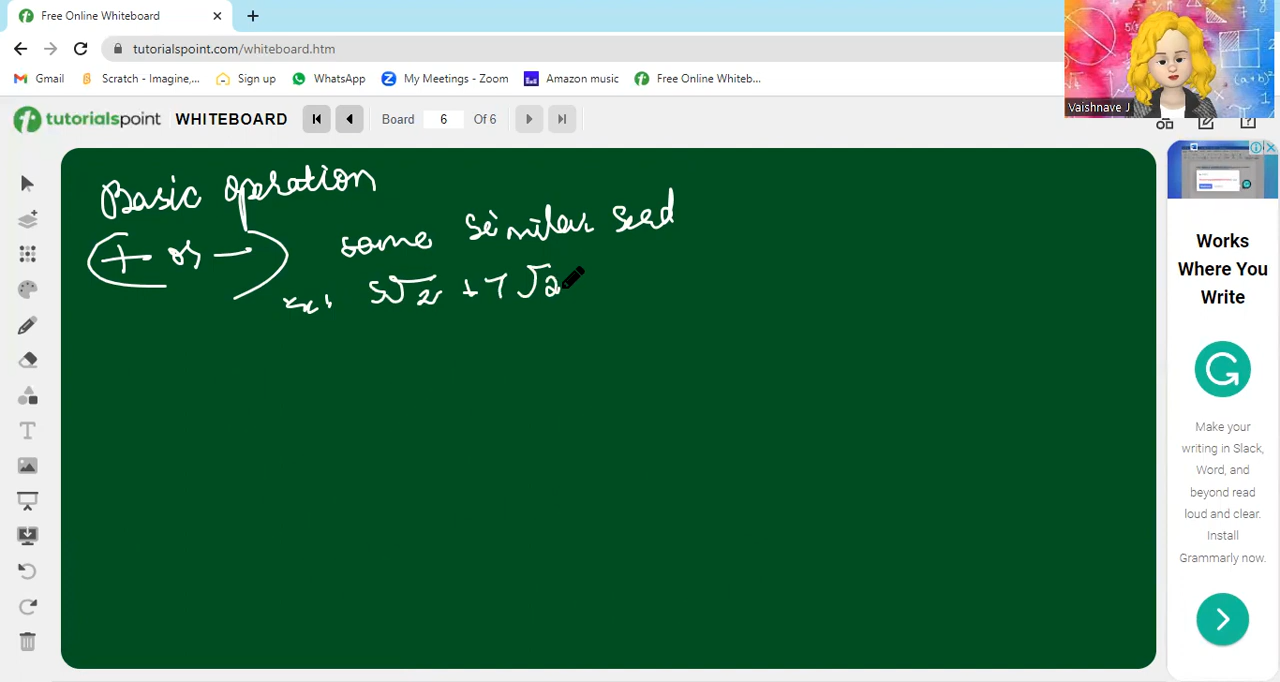 Free Online Whiteboard
tutorialspoint.com/whiteboard.htm
Gmail Scratch - Imagine,... Sign up WhatsApp My Meetings - Zoom Amazon music Free Online Whiteb...
Vaishnave J
tutorialspoint WHITEBOARD Board 6 Of 6
Basic operation
+ or - some similar surd
ex: 5√2 + 7√2
Works
Where You
Write
Make your
writing in Slack,
Word, and
beyond read
loud and clear.
Install
Grammarly now.